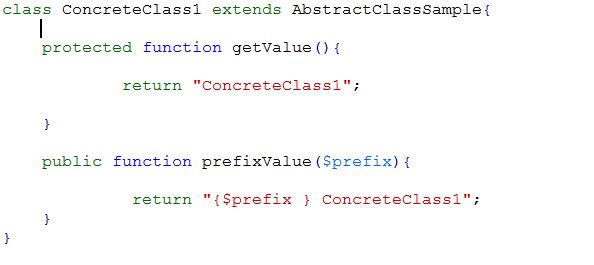 class ConcreteClass1 extends AbstractClassSample{
protected function getValue(){
return "ConcreteClass1";
}
public function prefixValue($prefix){
return "{$prefix } ConcreteClass1";
}
}